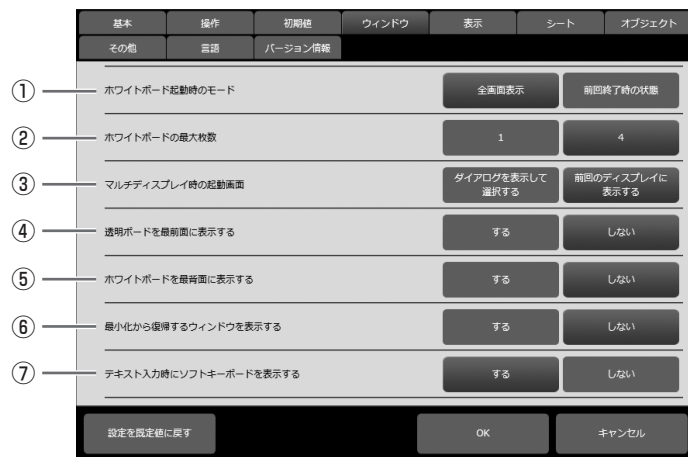 基本 操作 初期値 ウィンドウ 表示 シート オブジェクト
その他 言語 バージョン情報
① ホワイトボード起動時のモード 全画面表示 前回終了時の状態
② ホワイトボードの最大枚数 1 4
③ マルチディスプレイ時の起動画面 ダイアログを表示して 選択する 前回のディスプレイに 表示する
④ 透明ボードを最前面に表示する する しない
⑤ ホワイトボードを最背面に表示する する しない
⑥ 最小化から復帰するウィンドウを表示する する しない
⑦ テキスト入力時にソフトキーボードを表示する する しない
設定を既定値に戻す OK キャンセル